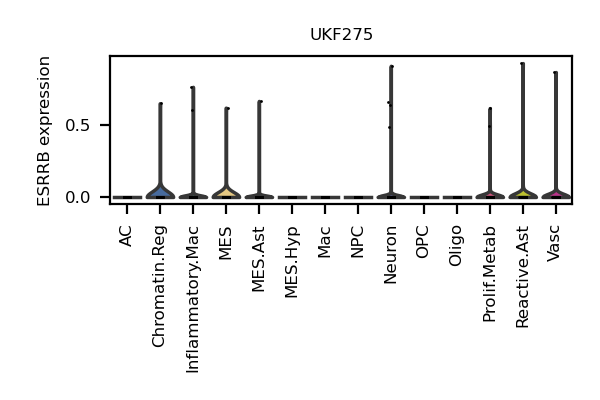 UKF275
ESRRB expression
0.5
0.0
AC
Chromatin.Reg
Inflammatory.Mac
MES
MES.Ast
MES.Hyp
Mac
NPC
Neuron
OPC
Oligo
Prolif.Metab
Reactive.Ast
Vasc